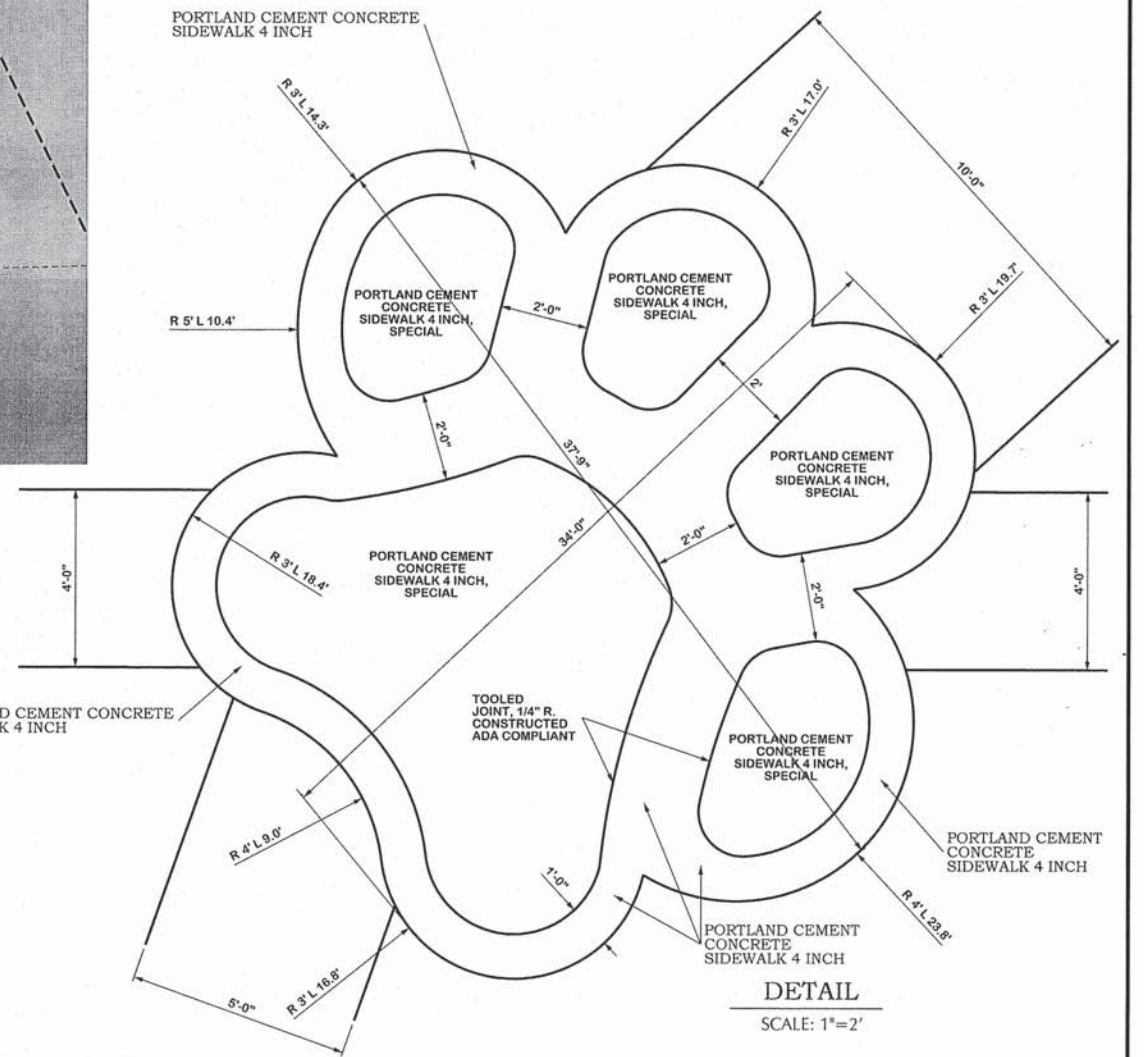 PORTLAND CEMENT CONCRETE
SIDEWALK 4 INCH
R 3' L 14.3'
R 3' L 17.0'
10'-0"
R 3' L 19.7'
PORTLAND CEMENT
CONCRETE
SIDEWALK 4 INCH,
SPECIAL
PORTLAND CEMENT
CONCRETE
SIDEWALK 4 INCH,
SPECIAL
2'-0"
R 5' L 10.4'
2'
2'-0"
37'-9"
PORTLAND CEMENT
CONCRETE
SIDEWALK 4 INCH,
SPECIAL
34'-0"
2'-0"
PORTLAND CEMENT
CONCRETE
SIDEWALK 4 INCH,
SPECIAL
R 3' L 18.4'
4'-0"
2'-0"
4'-0"
D CEMENT CONCRETE
K 4 INCH
TOOLED
JOINT, 1/4" R.
CONSTRUCTED
ADA COMPLIANT
PORTLAND CEMENT
CONCRETE
SIDEWALK 4 INCH,
SPECIAL
R 4' L 9.0'
PORTLAND CEMENT
CONCRETE
SIDEWALK 4 INCH
1'-0"
R 4' L 23.8'
PORTLAND CEMENT
CONCRETE
SIDEWALK 4 INCH
R 3' L 16.8'
5'-0"
DETAIL
SCALE: 1"=2'